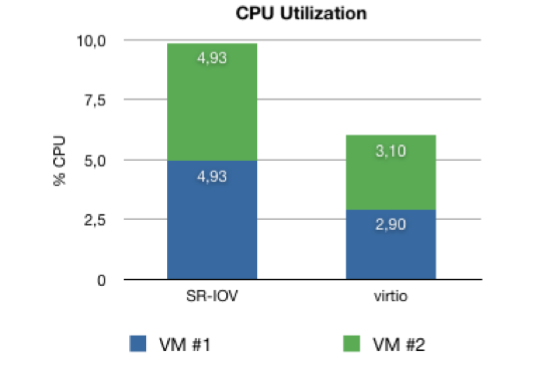 CPU Utilization
10,0
7,5
5,0
2,5
0
% CPU
4,93
4,93
3,10
2,90
SR-IOV
virtio
VM #1
VM #2